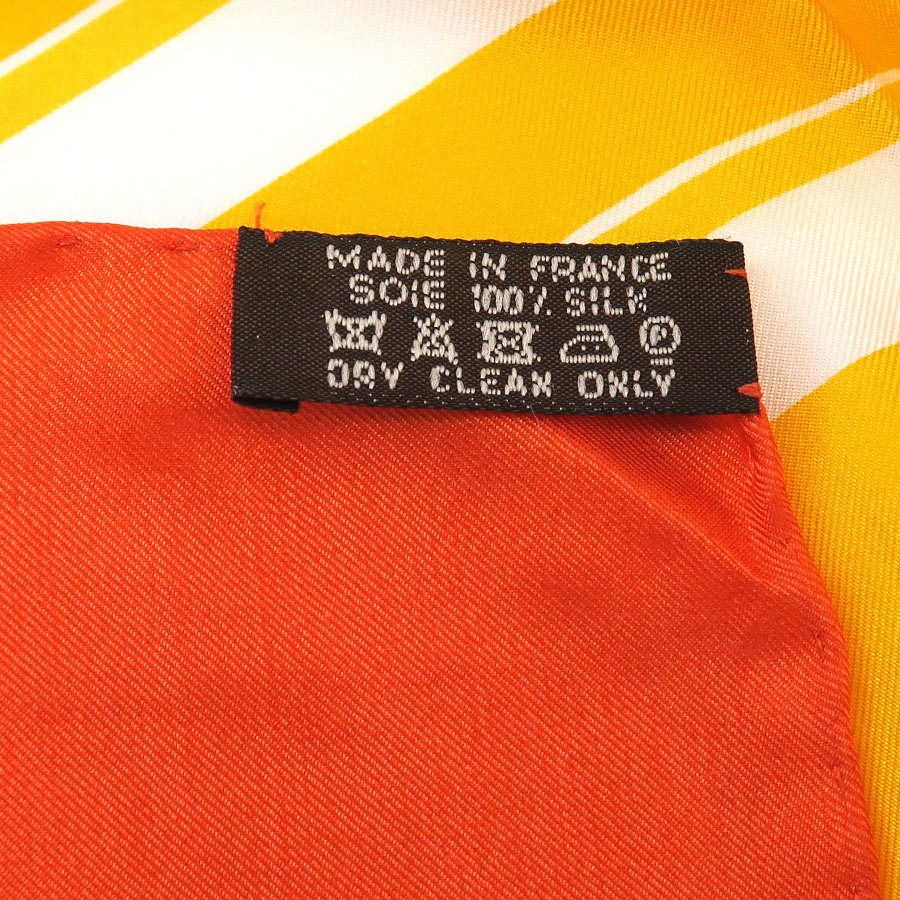 MADE IN FRANCE
SOIE 100% SILK
P
DRY CLEAN ONLY